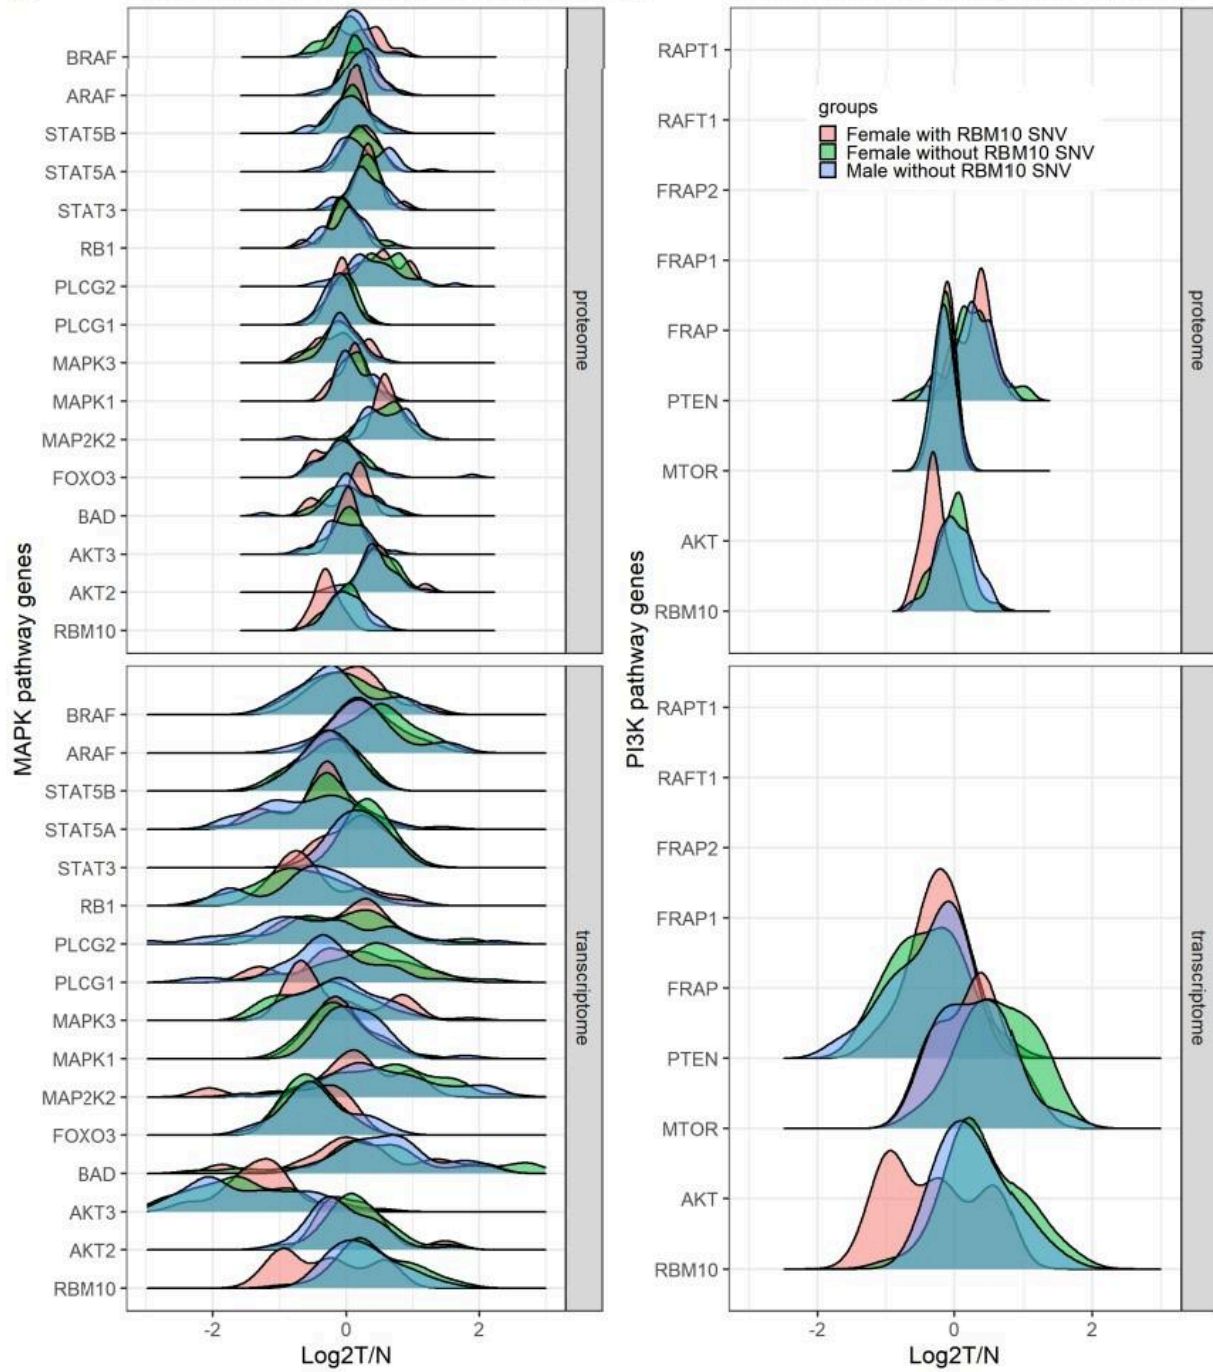 BRAF
ARAF
STAT5B
STAT5A
STAT3
RB1
PLCG2
PLCG1
MAPK3
MAPK1
MAP2K2
FOXO3
BAD
AKT3
AKT2
RBM10
proteome
BRAF
ARAF
STAT5B
STAT5A
STAT3
RB1
PLCG2
PLCG1
MAPK3
MAPK1
MAP2K2
FOXO3
BAD
AKT3
AKT2
RBM10
transcriptome
MAPK pathway genes
-2
0
2
Log2T/N
RAPT1
RAFT1
FRAP2
FRAP1
FRAP
PTEN
MTOR
AKT
RBM10
groups
Female with RBM10 SNV
Female without RBM10 SNV
Male without RBM10 SNV
proteome
RAPT1
RAFT1
FRAP2
FRAP1
FRAP
PTEN
MTOR
AKT
RBM10
transcriptome
PI3K pathway genes
-2
0
2
Log2T/N